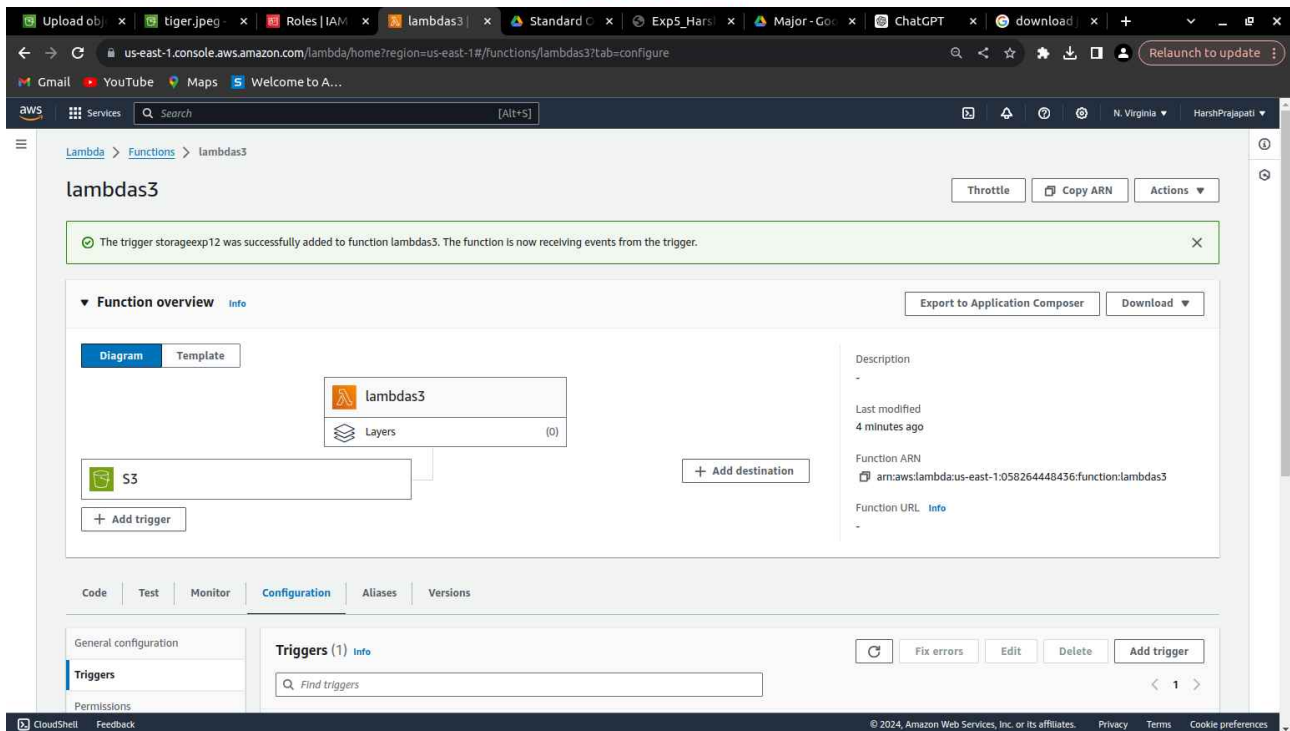 Upload obj tiger.jpeg - Roles | IAM lambdas3 | Standard C Exp5_Hars Major - Goo ChatGPT download
us-east-1.console.aws.amazon.com/lambda/home?region=us-east-1#/functions/lambdas3?tab=configure Relaunch to update
Gmail YouTube Maps Welcome to A...
aws Services Search [Alt+S] N. Virginia HarshPrajapati
Lambda > Functions > lambdas3
lambdas3 Throttle Copy ARN Actions
The trigger storageexp12 was successfully added to function lambdas3. The function is now receiving events from the trigger.
Function overview Info Export to Application Composer Download
Diagram Template
Description
-
lambdas3
Last modified
Layers (0)
4 minutes ago
Function ARN
S3 + Add destination
arn:aws:lambda:us-east-1:058264448436:function:lambdas3
Function URL Info
+ Add trigger
-
Code Test Monitor Configuration Aliases Versions
General configuration
Triggers (1) Info Fix errors Edit Delete Add trigger
Triggers
Find triggers < 1 >
Permissions
CloudShell Feedback © 2024, Amazon Web Services, Inc. or its affiliates. Privacy Terms Cookie preferences